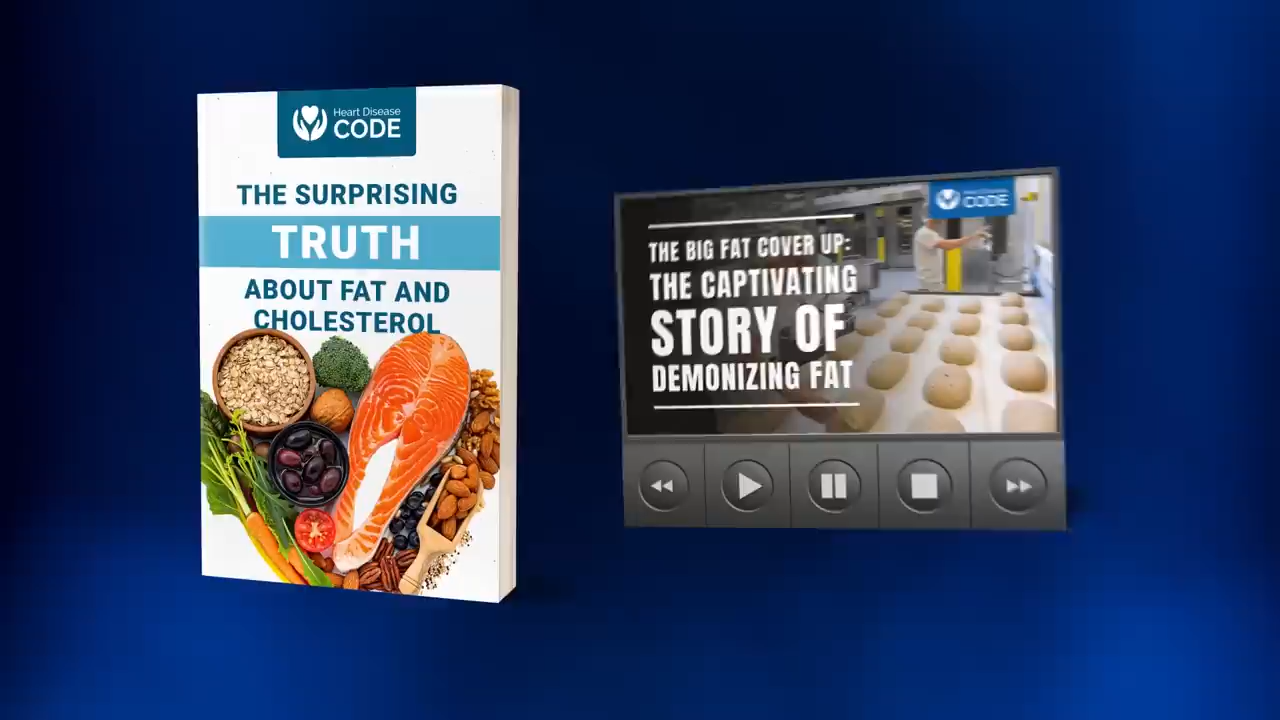 Heart Disease
CODE
THE SURPRISING
TRUTH
ABOUT FAT AND
CHOLESTEROL
CODE
THE BIG FAT COVER UP:
THE CAPTIVATING
STORY OF
DEMONIZING FAT